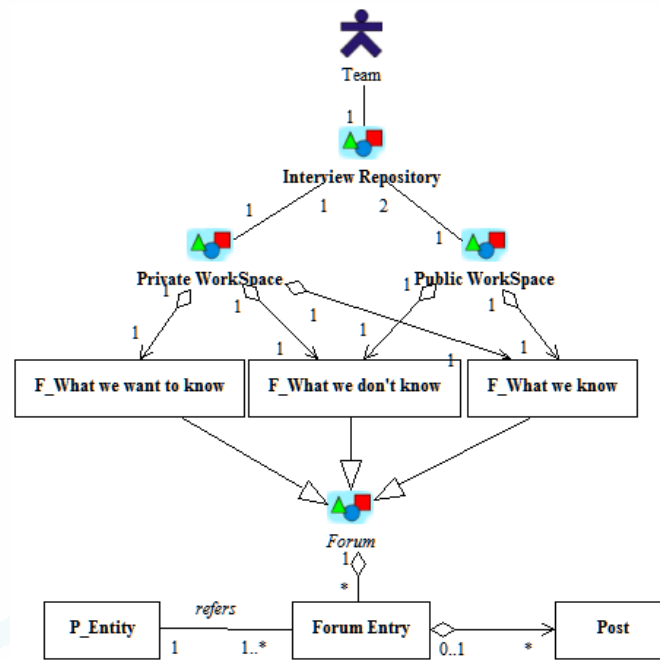 Team
1
Interview Repository
1 1 2 1
Private WorkSpace
Public WorkSpace
1 1 1 1 1
1 1 1 1 1
F_What we want to know
F_What we don't know
F_What we know
Forum
1
*
refers
P_Entity
Forum Entry
Post
1 1..* 0..1 *